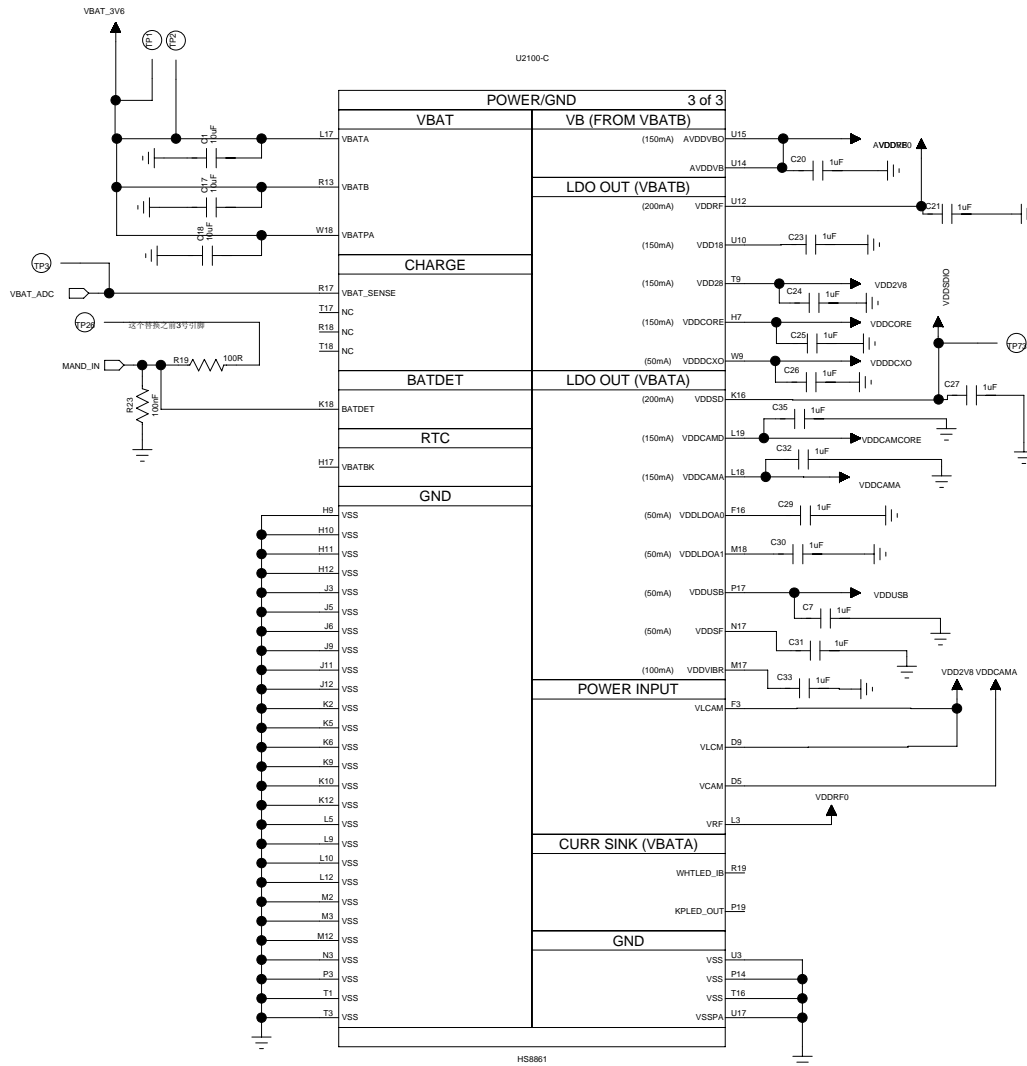 VBAT_3V6
TP1
TP2
U2100-C
POWER/GND 3 of 3
VBAT
VB (FROM VBATB)
C1
10uF
L17
VBATA
C17
10uF
R13
VBATB
C18
10uF
W18
VBATPA
(150mA) AVDDVBO U15
AVDDVB U14
C20 1uF
LDO OUT (VBATB)
(200mA) VDDRF U12
C21 1uF
(150mA) VDD18 U10
C23 1uF
(150mA) VDD28 T9
VDD2V8
C24 1uF
(150mA) VDDCORE H7
VDDCORE
C25 1uF
(50mA) VDDDCXO W9
VDDDCXO
C26 1uF
VDDSDIO
TP77
CHARGE
TP3
VBAT_ADC
R17 VBAT_SENSE
T17 NC
R18 NC
T18 NC
TP26
这个替换之前3号引脚
MAND_IN
R19
100R
R23
100nF
BATDET
K18 BATDET
RTC
H17 VBATBK
LDO OUT (VBATA)
(200mA) VDDSD K16
C27 1uF
C35 1uF
(150mA) VDDCAMD L19
VDDCAMCORE
C32 1uF
(150mA) VDDCAMA L18
VDDCAMA
(50mA) VDDLDOA0 F16
C29 1uF
(50mA) VDDLDOA1 M18
C30 1uF
(50mA) VDDUSB P17
VDDUSB
C7 1uF
(50mA) VDDSF N17
C31 1uF
(100mA) VDDVIBR M17
C33 1uF
POWER INPUT
VDD2V8 VDDCAMA
VLCAM F3
VLCM D9
VCAM D5
VDDRF0
VRF L3
CURR SINK (VBATA)
WHTLED_IB R19
KPLED_OUT P19
GND
VSS U3
VSS P14
VSS T16
VSSPA U17
GND
H9 VSS
H10 VSS
H11 VSS
H12 VSS
J3 VSS
J5 VSS
J6 VSS
J9 VSS
J11 VSS
J12 VSS
K2 VSS
K5 VSS
K6 VSS
K9 VSS
K10 VSS
K12 VSS
L5 VSS
L9 VSS
L10 VSS
L12 VSS
M2 VSS
M3 VSS
M12 VSS
N3 VSS
P3 VSS
T1 VSS
T3 VSS
HS8861